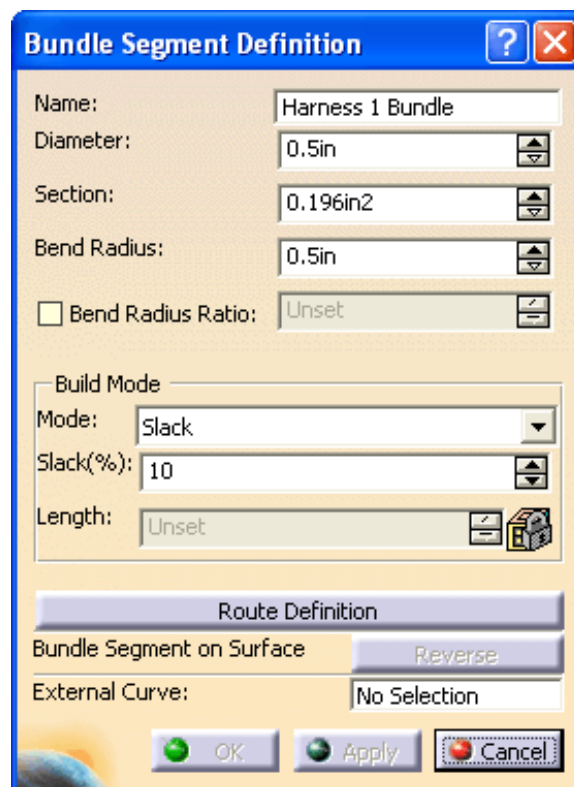 Bundle Segment Definition ?
Name: Harness 1 Bundle
Diameter: 0.5in
Section: 0.196in2
Bend Radius: 0.5in
Bend Radius Ratio: Unset
Build Mode
Mode: Slack
Slack(%): 10
Length: Unset
Route Definition
Bundle Segment on Surface Reverse
External Curve: No Selection
OK Apply Cancel